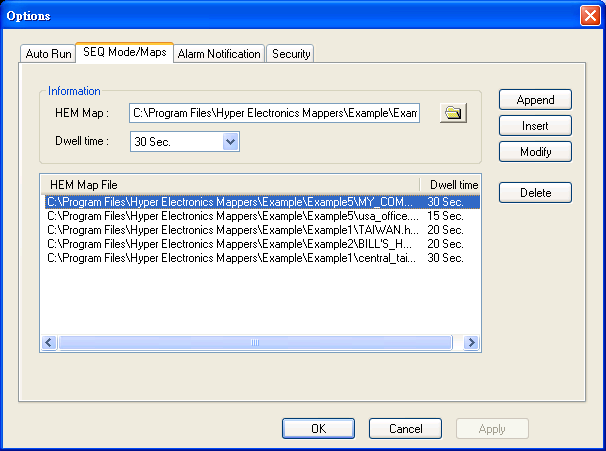 Options
Auto Run SEQ Mode/Maps Alarm Notification Security
Information
HEM Map : C:\Program Files\Hyper Electronics Mappers\Example\Exam
Dwell time : 30 Sec.
Append
Insert
Modify
Delete
HEM Map File Dwell time
C:\Program Files\Hyper Electronics Mappers\Example\Example5\MY_COM... 30 Sec.
C:\Program Files\Hyper Electronics Mappers\Example\Example5\usa_office.... 15 Sec.
C:\Program Files\Hyper Electronics Mappers\Example\Example1\TAIWAN.h... 20 Sec.
C:\Program Files\Hyper Electronics Mappers\Example\Example2\BILL'S_H... 20 Sec.
C:\Program Files\Hyper Electronics Mappers\Example\Example1\central_tai... 30 Sec.
OK Cancel Apply